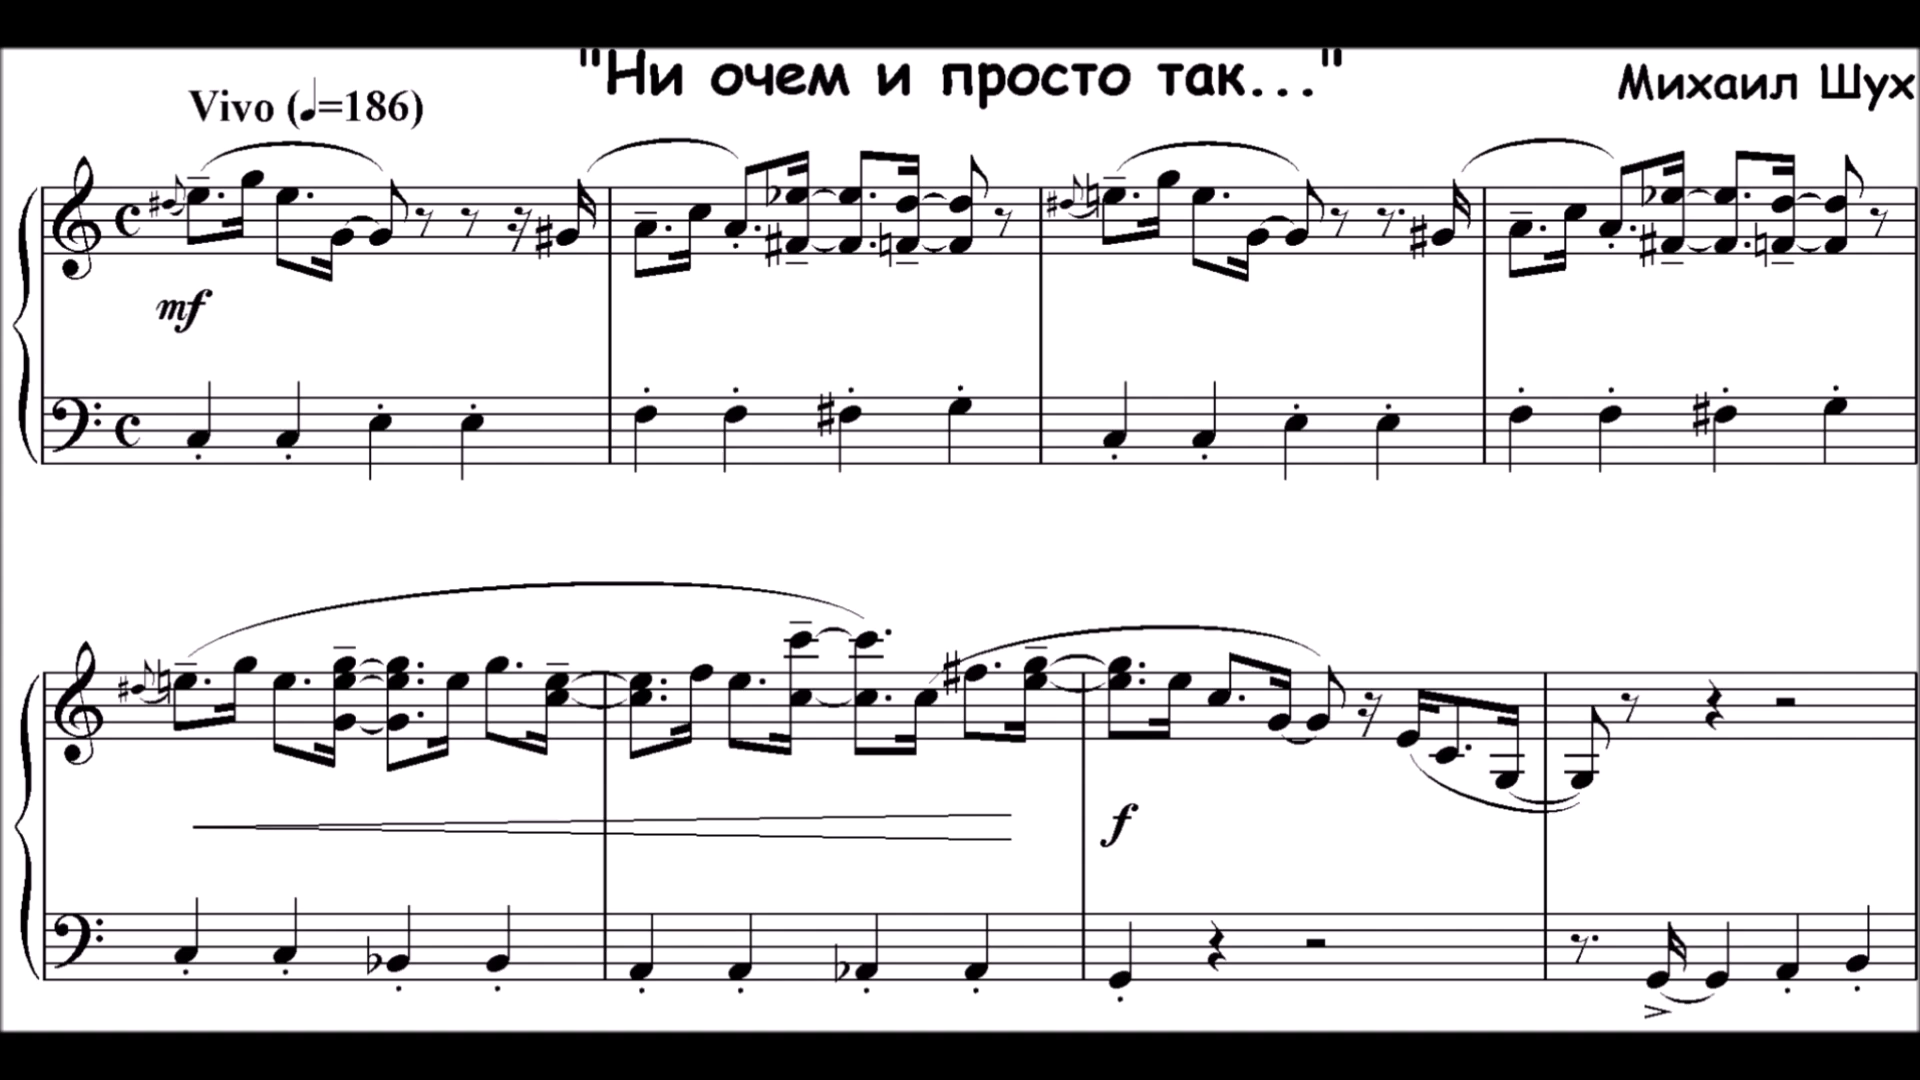 "Ни очем и просто так..."
Михаил Шух
Vivo (♩=186)
mf
f